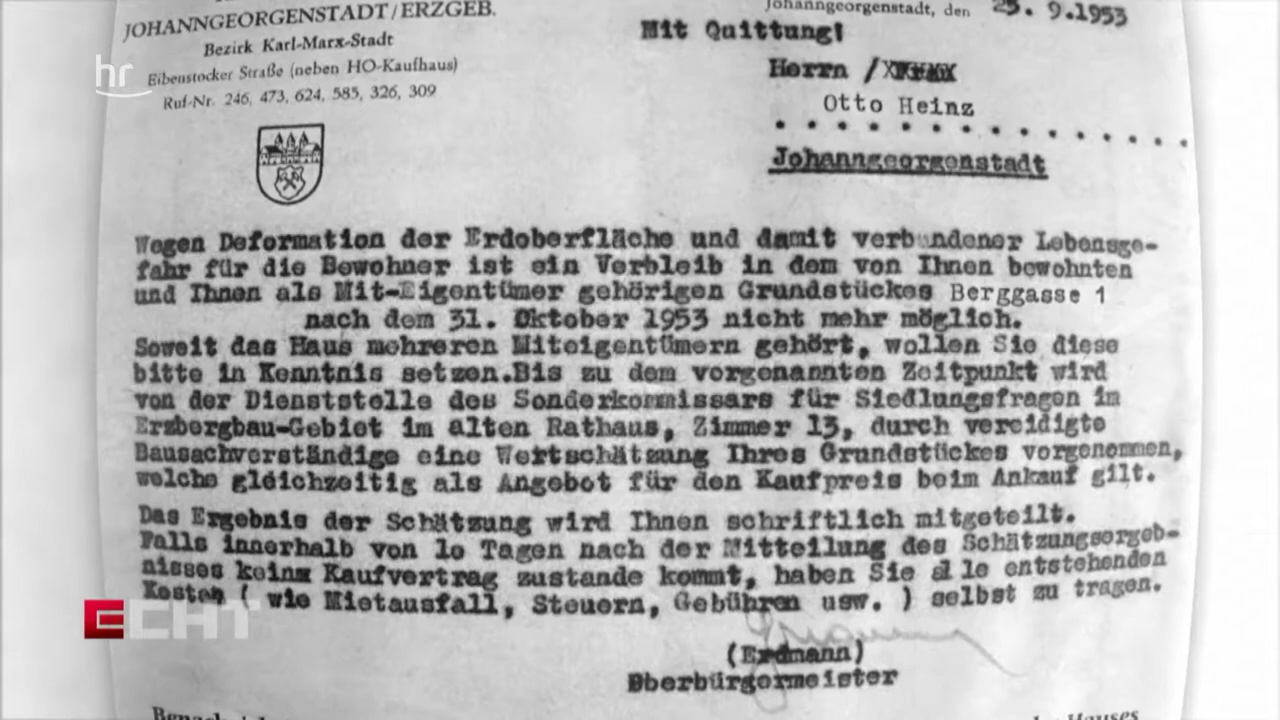 JOHANNGEORGENSTADT/ERZGEB.
Bezirk Karl-Marx-Stadt
Eibenstocker Straße (neben HO-Kaufhaus)
Ruf-Nr. 246, 473, 624, 585, 326, 309
hr
Johanngeorgenstadt, den 25. 9.1953
Mit Quittung!
Herrn /
Otto Heinz
Johanngeorgenstadt
Wegen Deformation der Erdoberfläche und damit verbundener Lebensge-
fahr für die Bewohner ist ein Verbleib in dem von Ihnen bewohnten
und Ihnen als Mit-Eigentümer gehörigen Grundstückes Berggasse 1
nach dem 31. Oktober 1953 nicht mehr möglich.
Soweit das Haus mehreren Miteigentümern gehört, wollen Sie diese
bitte in Kenntnis setzen.Bis zu dem vorgenannten Zeitpunkt wird
von der Dienststelle des Sonderkommissars für Siedlungsfragen im
Erzbergbau-Gebiet im alten Rathaus, Zimmer 13, durch vereidigte
Bausachverständige eine Wertschätzung Ihres Grundstückes vorgenommen,
welche gleichzeitig als Angebot für den Kaufpreis beim Ankauf gilt.
Das Ergebnis der Schätzung wird Ihnen schriftlich mitgeteilt.
Falls innerhalb von 1o Tagen nach der Mitteilung des Schätzungsergeb-
nisses kein Kaufvertrag zustande kommt, haben Sie alle entstehenden
Kosten ( wie Mietausfall, Steuern, Gebühren usw. ) selbst zu tragen.
ECHT
(Erdmann)
Oberbürgermeister
Hauses